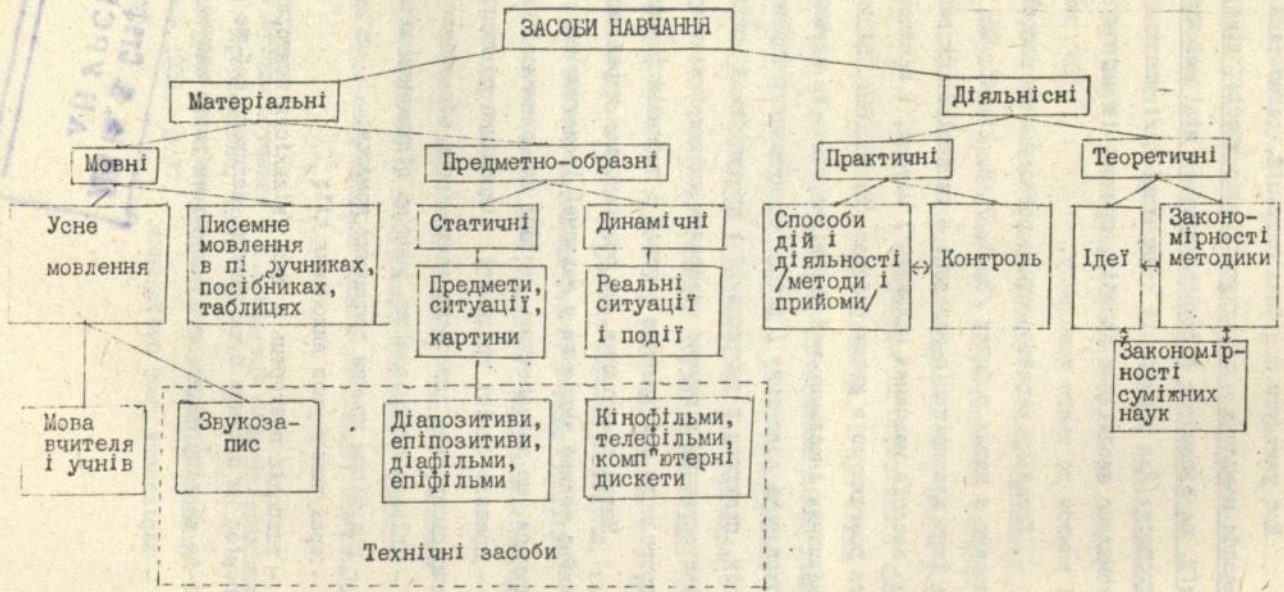 ЗАСОБИ НАВЧАННЯ
Матеріальні
Діяльнісні
Мовні
Предметно-образні
Практичні
Теоретичні
Усне
мовлення
Писемне
мовлення
в пі ручниках,
посібниках,
таблицях
Статичні
Динамічні
Предмети,
ситуації,
картини
Реальні
ситуації
і події
Способи
дій і
діяльності
/методи і
прийоми/
Контроль
Ідеї
Законо-
мірності
методики
Закономір-
ності
суміжних
наук
Мова
вчителя
і учнів
Звукоза-
пис
Діапозитиви,
епіпозитиви,
діафільми,
епіфільми
Кінофільми,
телефільми,
комп"ютерні
дискети
Технічні засоби